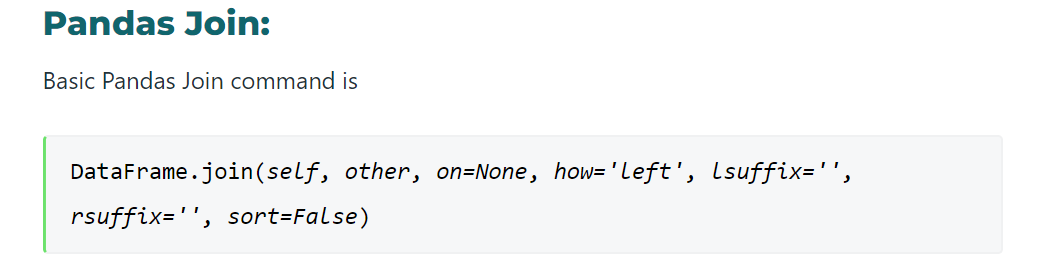 Pandas Join:
Basic Pandas Join command is
DataFrame.join(self, other, on=None, how='left', lsuffix='',
rsuffix='', sort=False)